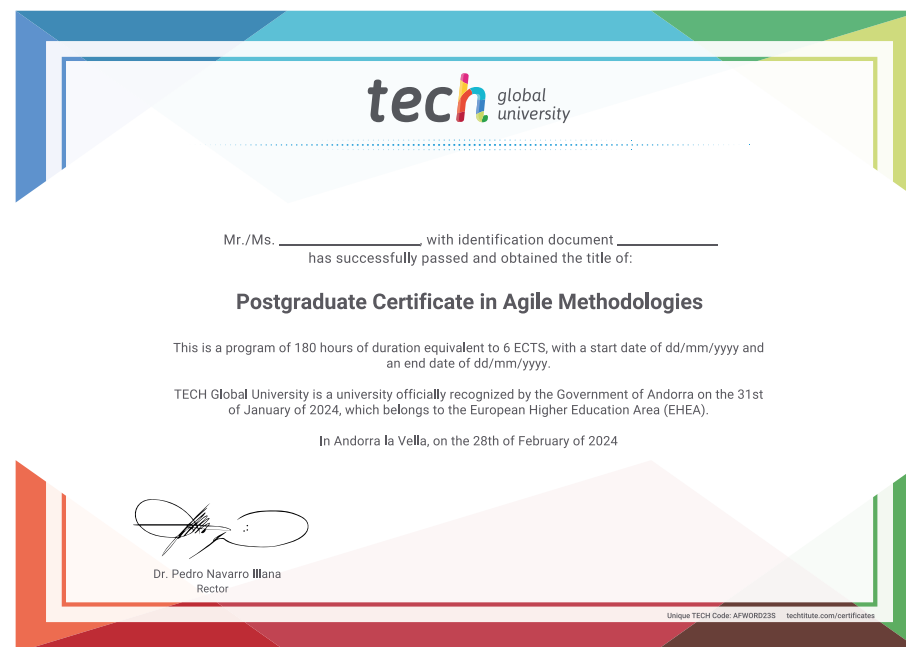 tech global
university
Mr./Ms. ____________, with identification document ____________
has successfully passed and obtained the title of:
Postgraduate Certificate in Agile Methodologies
This is a program of 180 hours of duration equivalent to 6 ECTS, with a start date of dd/mm/yyyy and
an end date of dd/mm/yyyy.
TECH Global University is a university officially recognized by the Government of Andorra on the 31st
of January of 2024, which belongs to the European Higher Education Area (EHEA).
In Andorra la Vella, on the 28th of February of 2024
Dr. Pedro Navarro Illana
Rector
Unique TECH Code: AFWORD23S techtitute.com/certificates